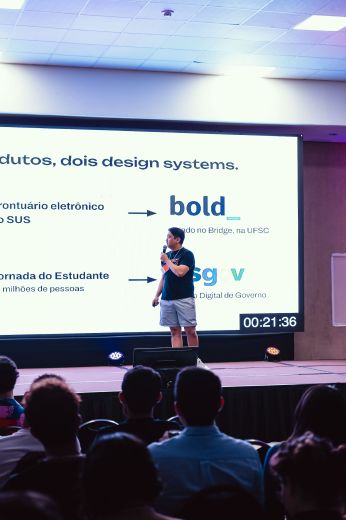 dutos, dois design systems.
rontuário eletrônico
o SUS
bold_
ado no Bridge, na UFSC
ornada do Estudante
milhões de pessoas
sg v
Digital de Governo
00:21:36